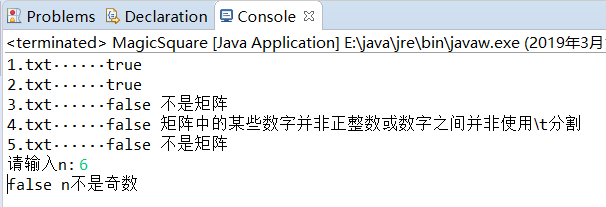 Problems Declaration Console
<terminated> MagicSquare [Java Application] E:\java\jre\bin\javaw.exe (2019年3月
1.txt······true
2.txt······true
3.txt······false 不是矩阵
4.txt······false 矩阵中的某些数字并非正整数或数字之间并非使用\t分割
5.txt······false 不是矩阵
请输入n:6
false n不是奇数